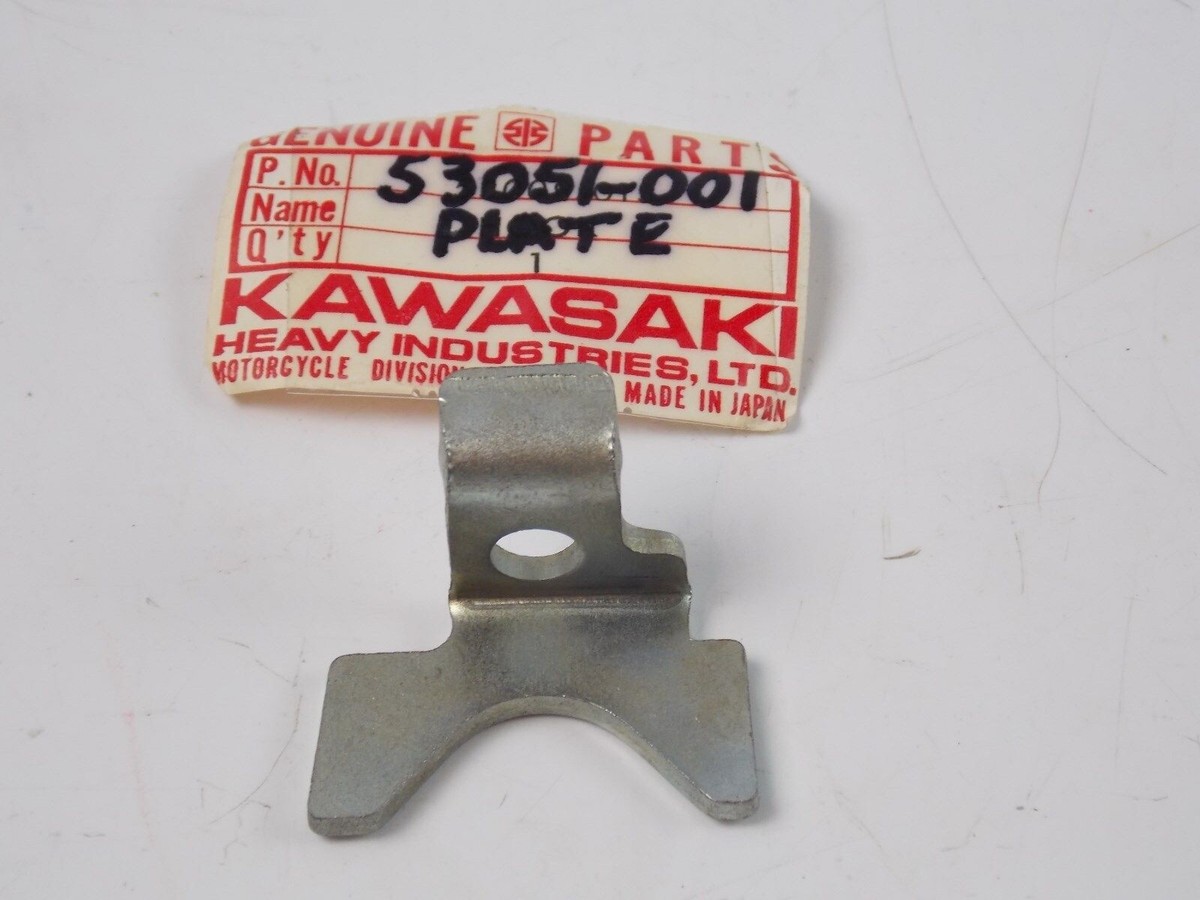 GENUINE PARTS
P. No. 53051-001
Name PLATE
Q'ty 1
KAWASAKI
HEAVY INDUSTRIES, LTD.
MOTORCYCLE DIVISION MADE IN JAPAN